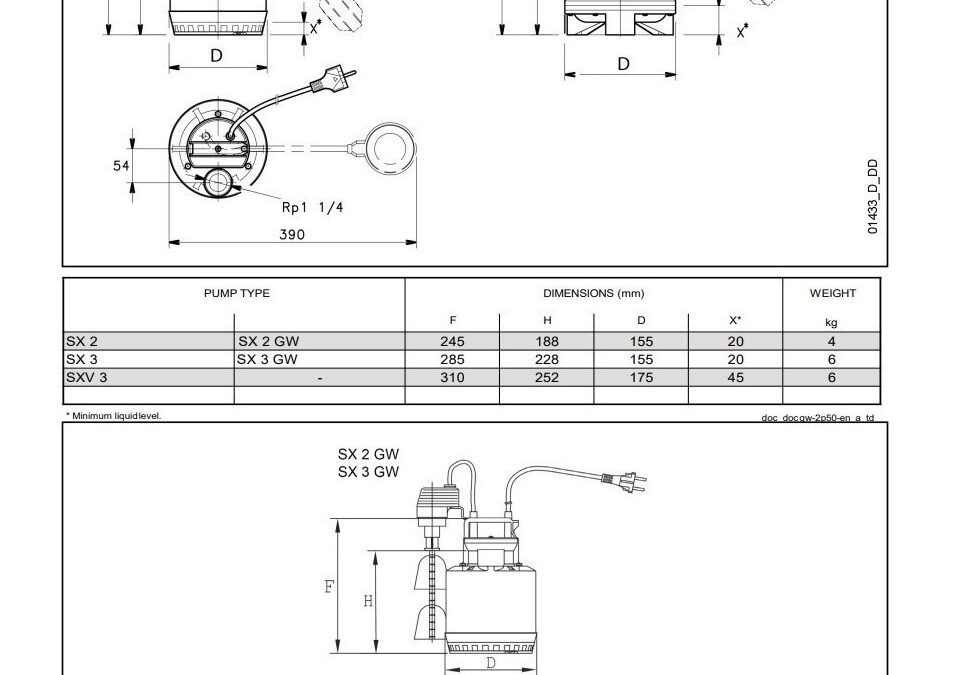 X*
X*
D
D
54
Rp1 1/4
390
01433_D_DD
PUMP TYPE DIMENSIONS (mm) WEIGHT
F H D X* kg
SX 2 SX 2 GW 245 188 155 20 4
SX 3 SX 3 GW 285 228 155 20 6
SXV 3 - 310 252 175 45 6
* Minimum liquid level. doc_docgw-2p50-en_a_td
SX 2 GW
SX 3 GW
F
H
D